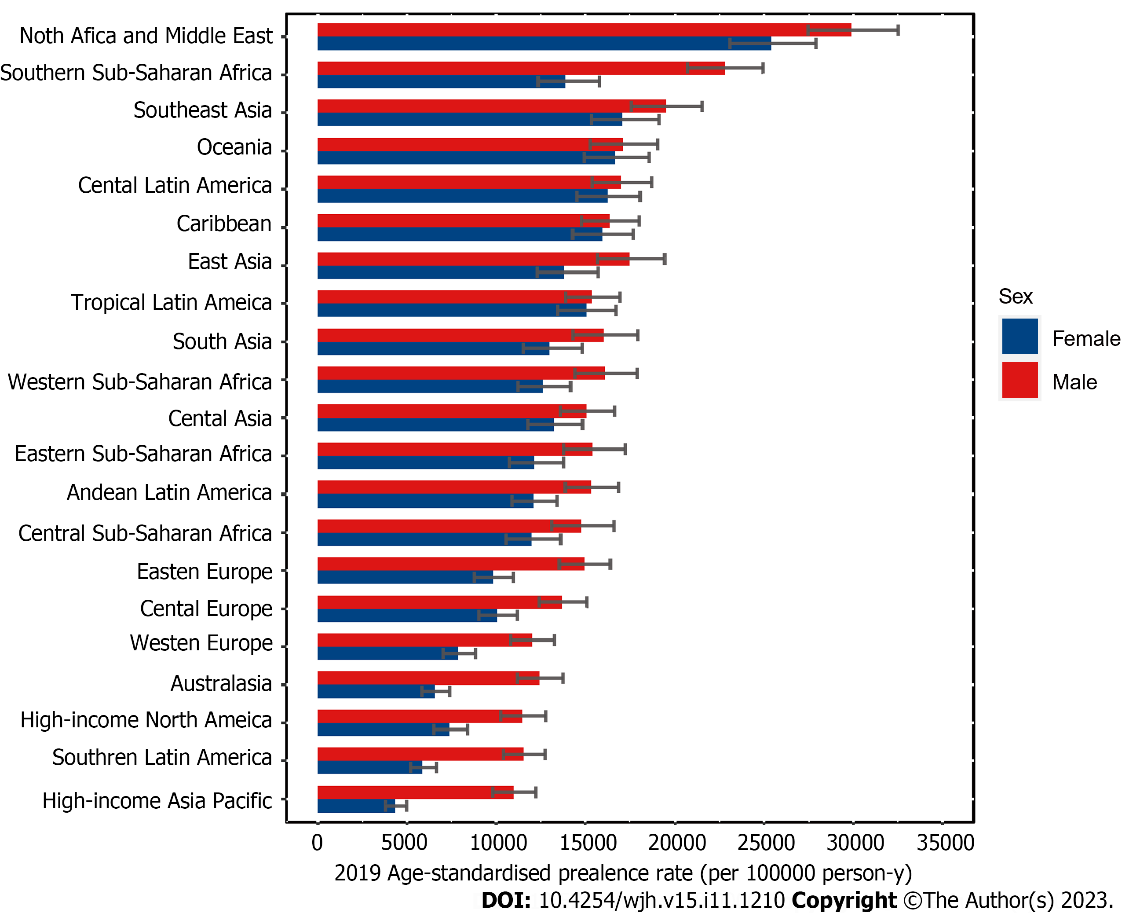 Noth Afica and Middle East
Southern Sub-Saharan Africa
Southeast Asia
Oceania
Cental Latin America
Caribbean
East Asia
Tropical Latin Ameica
South Asia
Western Sub-Saharan Africa
Cental Asia
Eastern Sub-Saharan Africa
Andean Latin America
Central Sub-Saharan Africa
Easten Europe
Cental Europe
Westen Europe
Australasia
High-income North Ameica
Southren Latin America
High-income Asia Pacific
0 5000 10000 15000 20000 25000 30000 35000
2019 Age-standardised prealence rate (per 100000 person-y)
Sex
Female
Male
DOI: 10.4254/wjh.v15.i11.1210 Copyright ©The Author(s) 2023.